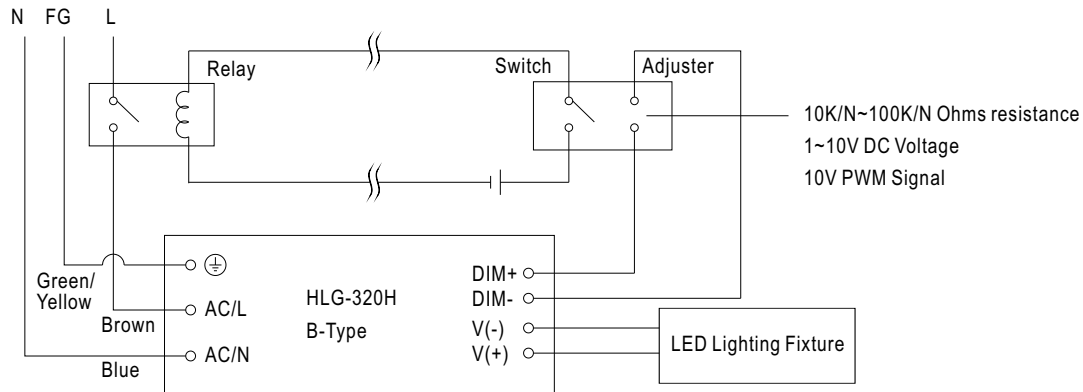 N FG L
Relay
Switch
Adjuster
10K/N~100K/N Ohms resistance
1~10V DC Voltage
10V PWM Signal
Green/
Yellow
Brown
Blue
AC/L
AC/N
HLG-320H
B-Type
DIM+
DIM-
V(-)
V(+)
LED Lighting Fixture